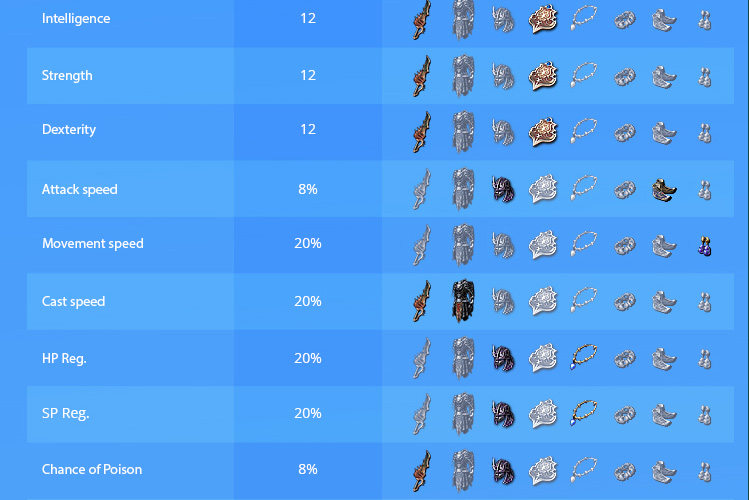 Intelligence 12
Strength 12
Dexterity 12
Attack speed 8%
Movement speed 20%
Cast speed 20%
HP Reg. 20%
SP Reg. 20%
Chance of Poison 8%